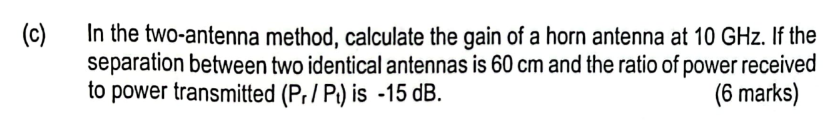 (c) In the two-antenna method, calculate the gain of a horn antenna at 10 GHz. If the
separation between two identical antennas is 60 cm and the ratio of power received
to power transmitted (Pr / Pt) is -15 dB. (6 marks)